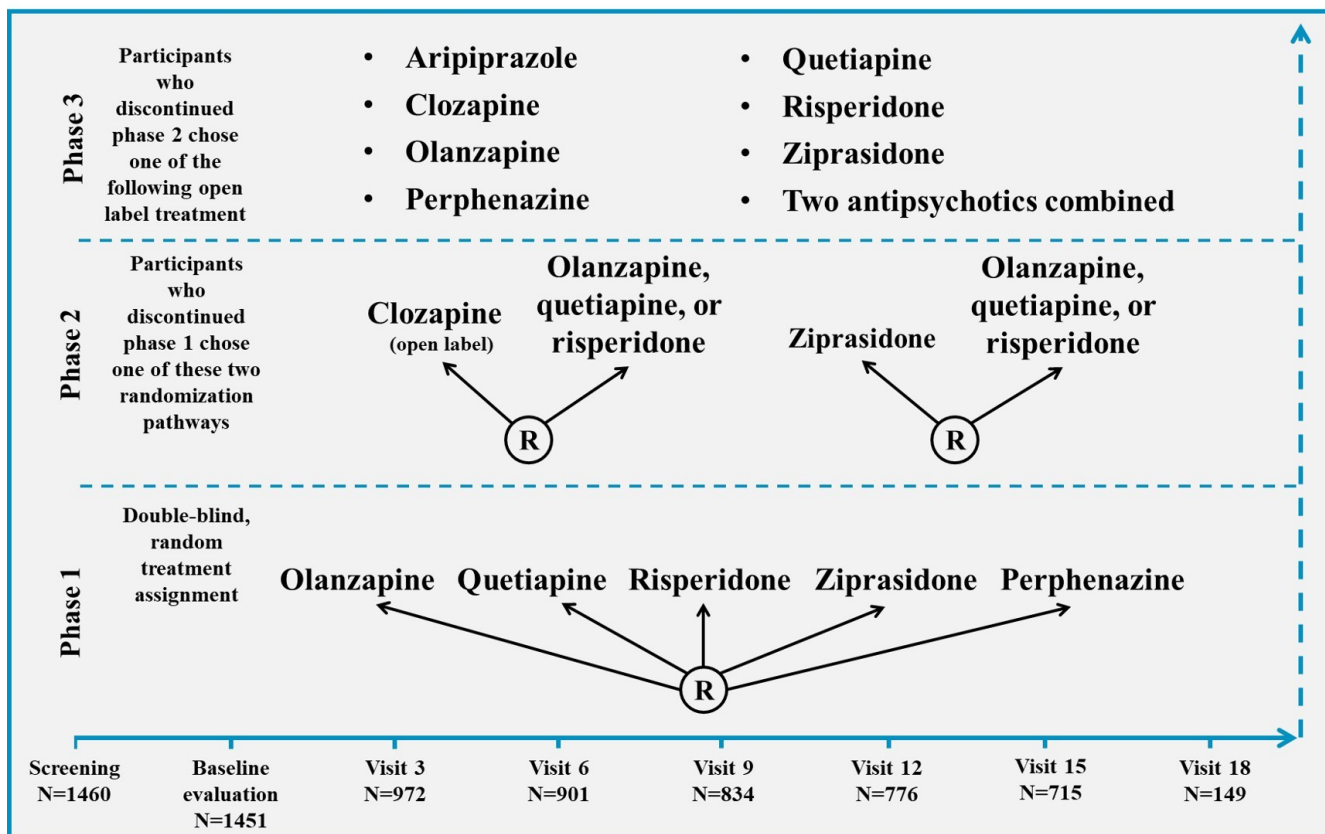 Phase 3
Participants
who
discontinued
phase 2 chose
one of the
following open
label treatment
• Aripiprazole
• Clozapine
• Olanzapine
• Perphenazine
• Quetiapine
• Risperidone
• Ziprasidone
• Two antipsychotics combined
Phase 2
Participants
who
discontinued
phase 1 chose
one of these two
randomization
pathways
Clozapine
(open label)
Olanzapine,
quetiapine, or
risperidone
R
Ziprasidone
Olanzapine,
quetiapine, or
risperidone
R
Phase 1
Double-blind,
random
treatment
assignment
Olanzapine
Quetiapine
Risperidone
Ziprasidone
Perphenazine
R
Screening
N=1460
Baseline
evaluation
N=1451
Visit 3
N=972
Visit 6
N=901
Visit 9
N=834
Visit 12
N=776
Visit 15
N=715
Visit 18
N=149